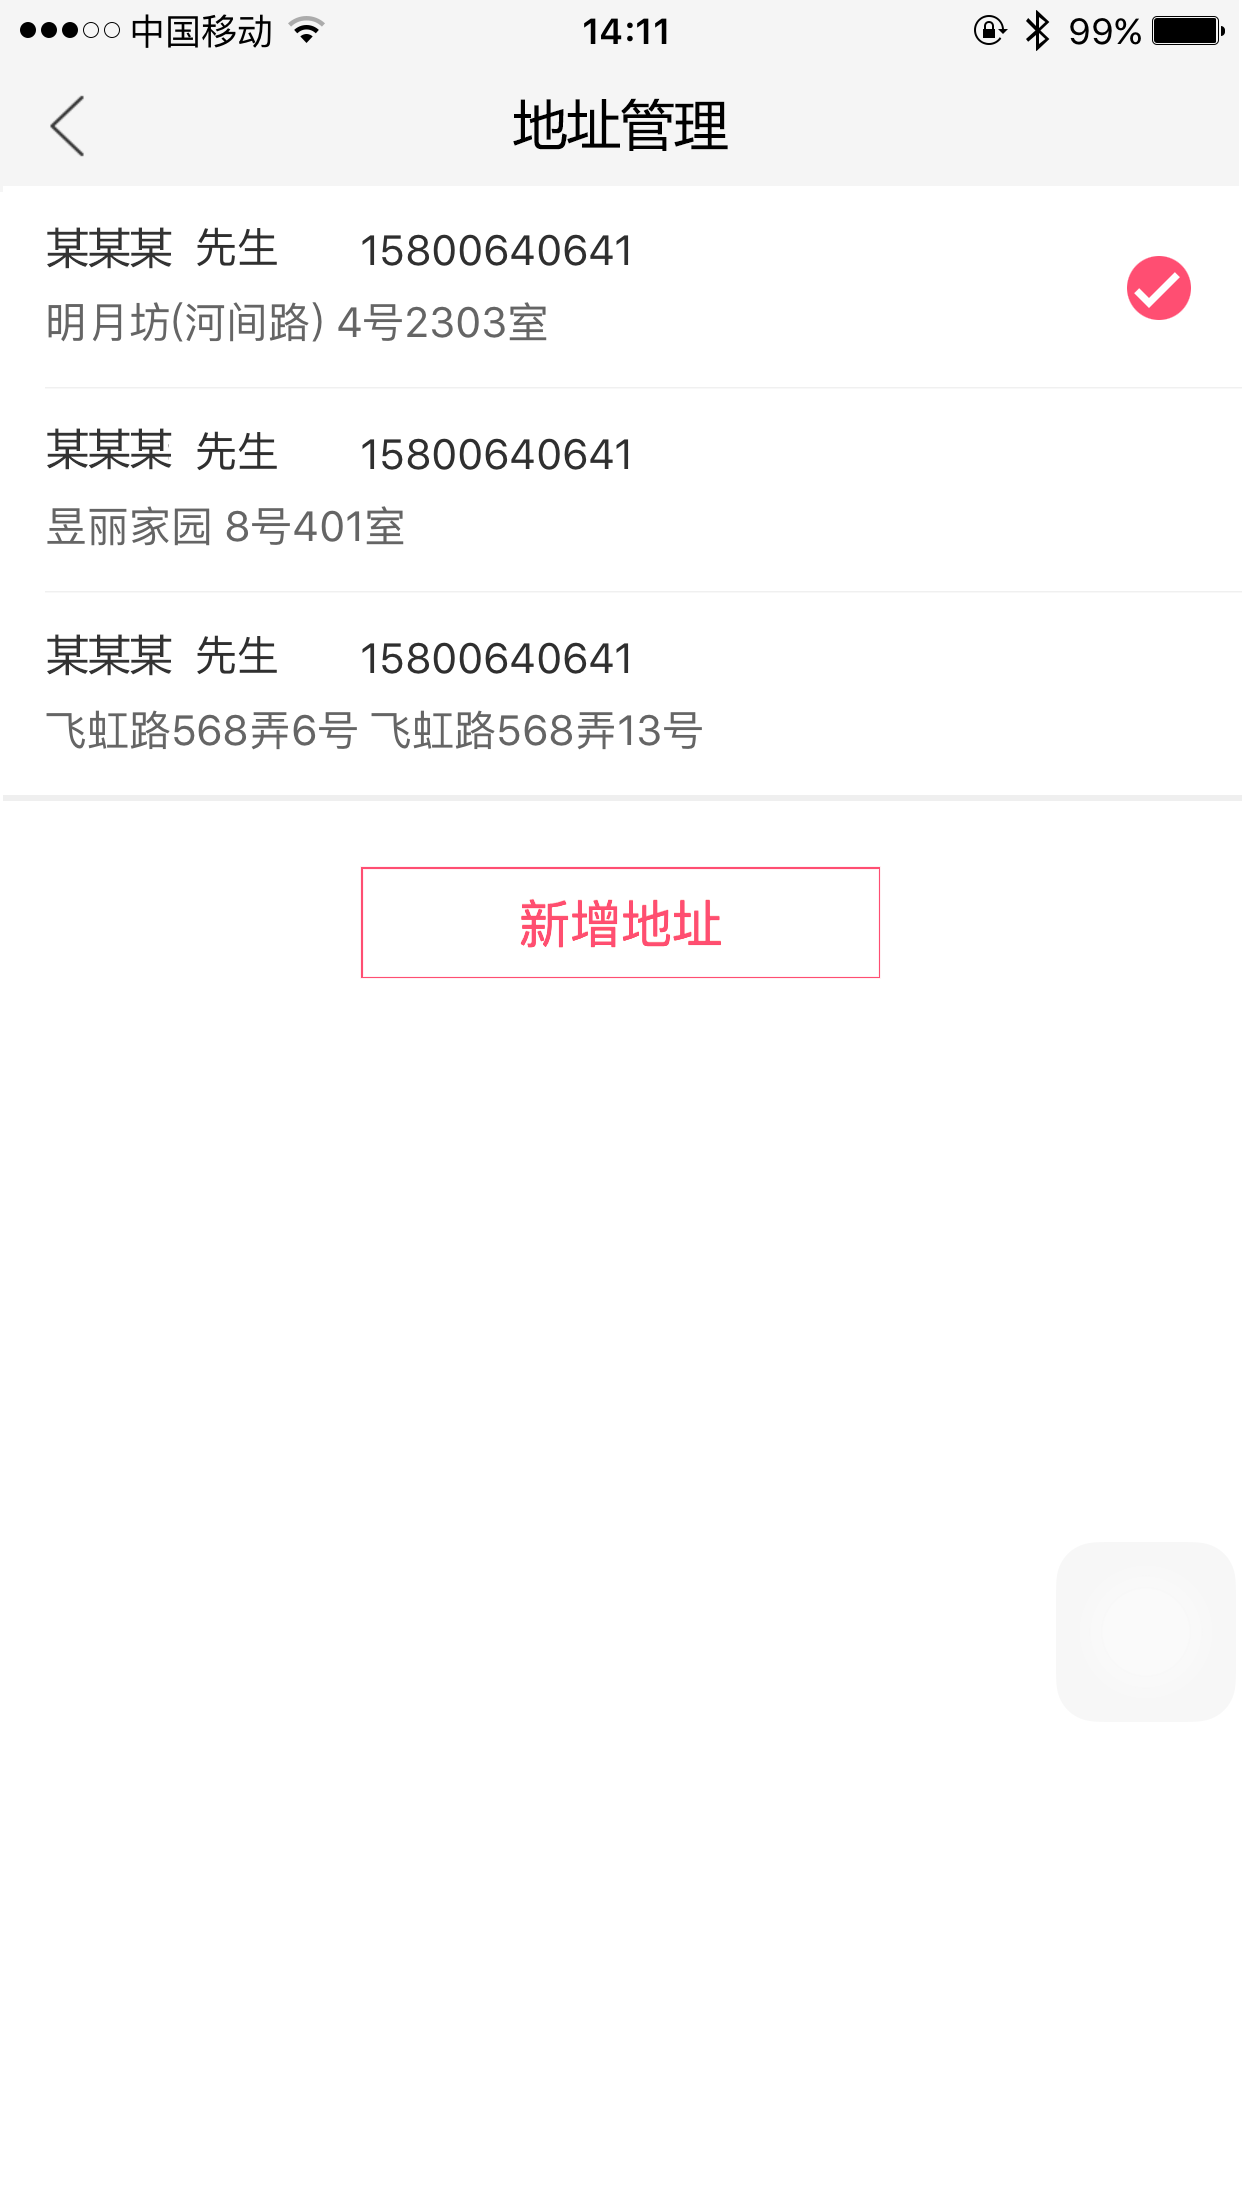 中国移动 14:11 99%
地址管理
某某某 先生 15800640641
明月坊(河间路) 4号2303室
某某某 先生 15800640641
昱丽家园 8号401室
某某某 先生 15800640641
飞虹路568弄6号 飞虹路568弄13号
新增地址